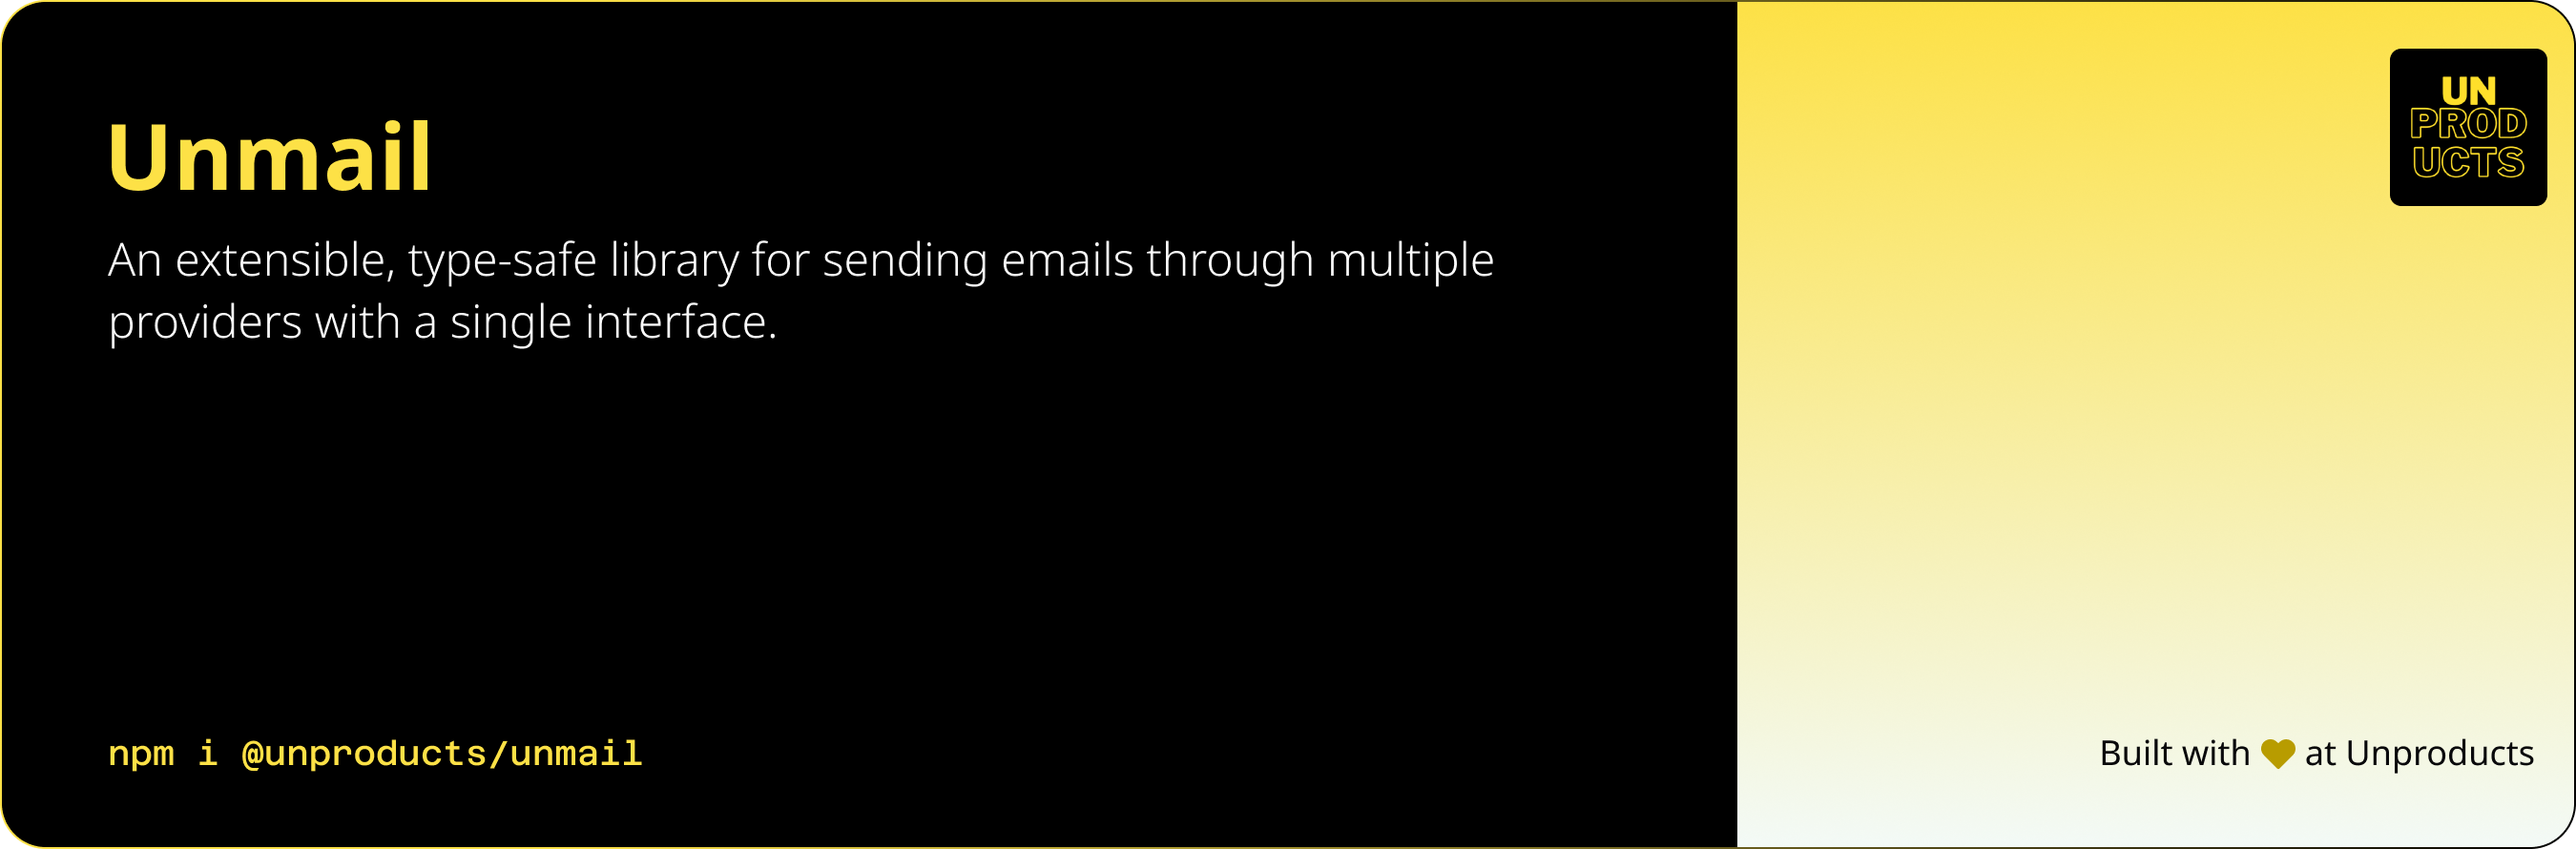 Unmail
An extensible, type-safe library for sending emails through multiple
providers with a single interface.
npm i @unproducts/unmail
UN
PROD
UCTS
Built with 💛 at Unproducts